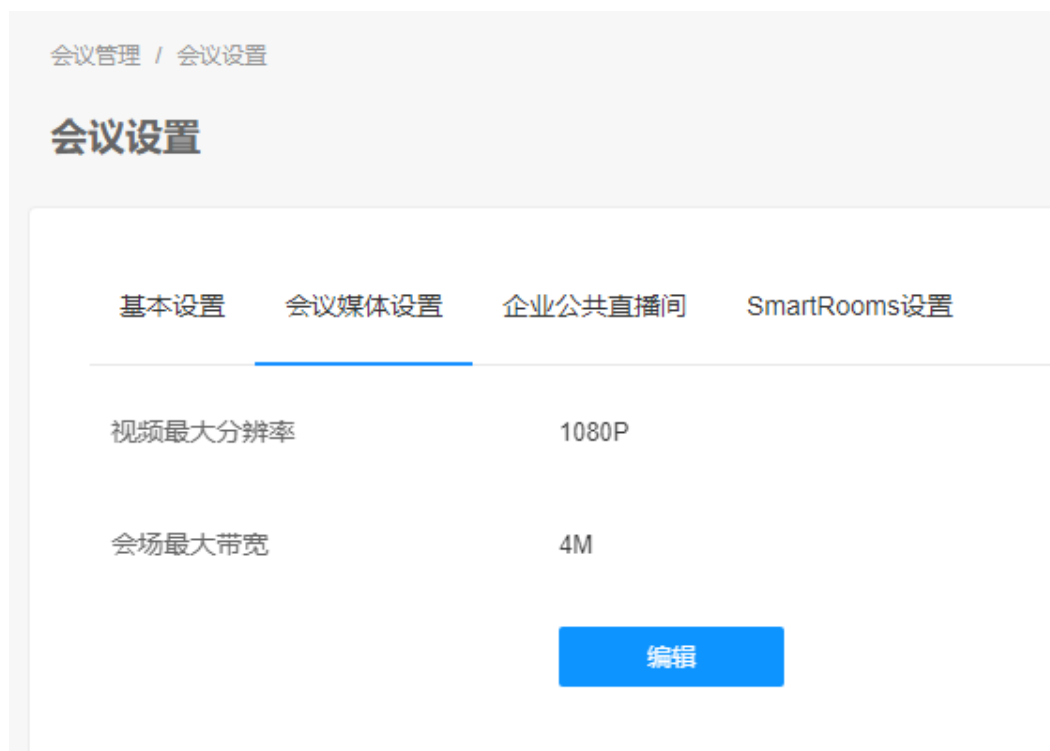 会议管理 / 会议设置
会议设置
基本设置 会议媒体设置 企业公共直播间 SmartRooms设置
视频最大分辨率 1080P
会场最大带宽 4M
编辑